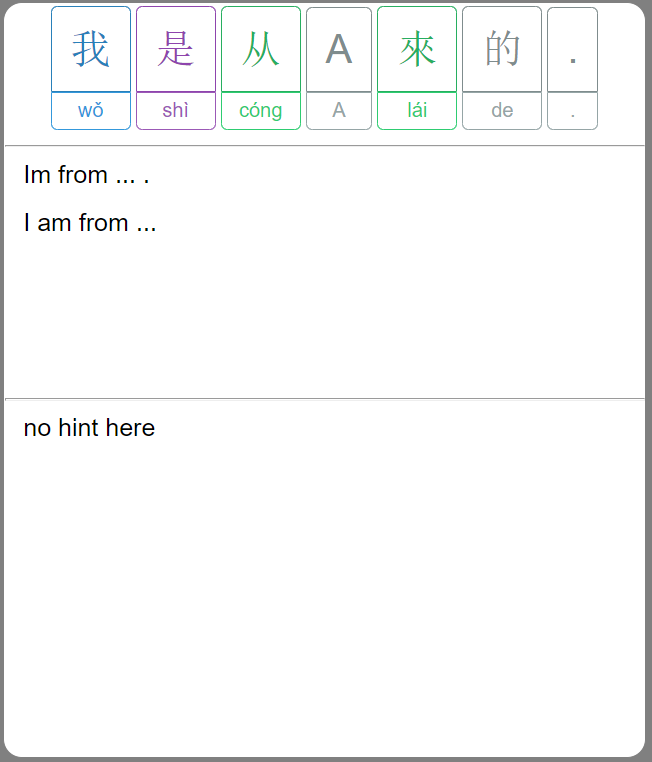 我 是 从 A 來 的 .
wǒ shì cóng A lái de .
Im from ... .
I am from ...
no hint here